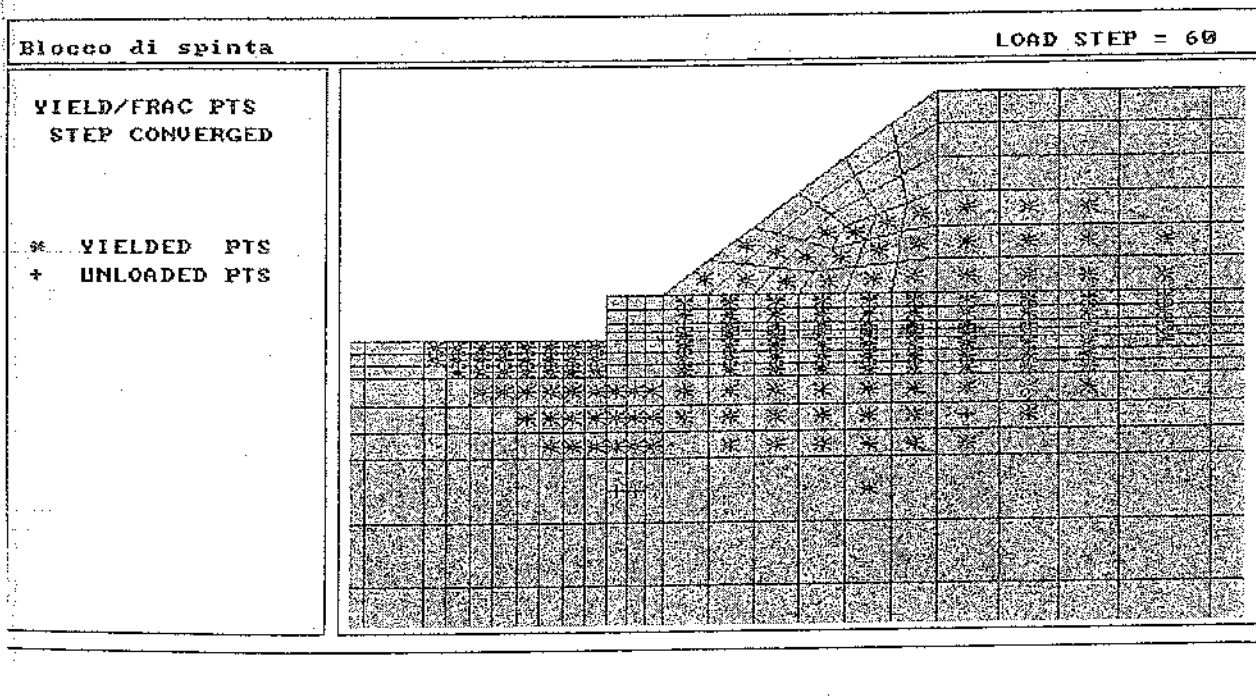 Blocco di spinta
LOAD STEP = 60
YIELD/FRAC PTS
STEP CONVERGED
* YIELDED PTS
+ UNLOADED PTS